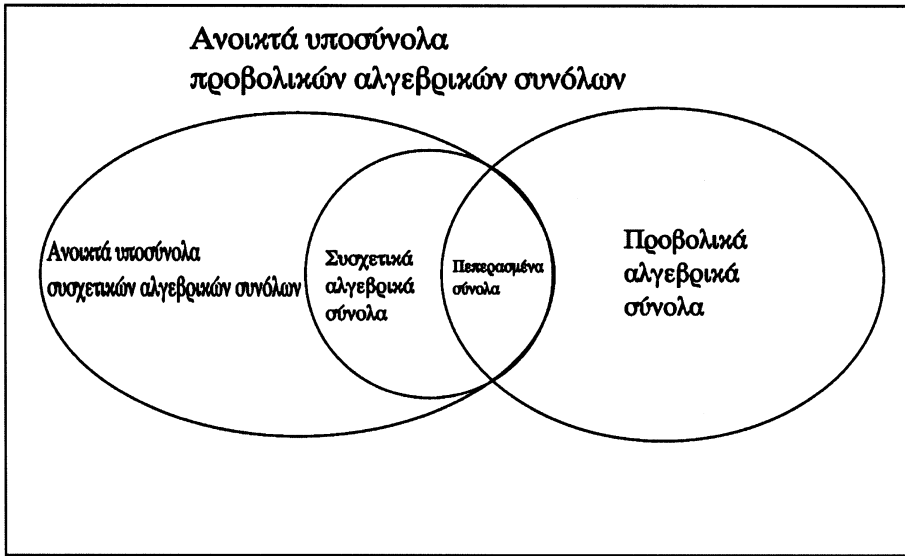 Ανοικτά υποσύνολα
προβολικών αλγεβρικών συνόλων
Ανοικτά υποσύνολα
συσχετικών αλγεβρικών συνόλων
Συσχετικά
αλγεβρικά
σύνολα
Πεπερασμένα
σύνολα
Προβολικά
αλγεβρικά
σύνολα